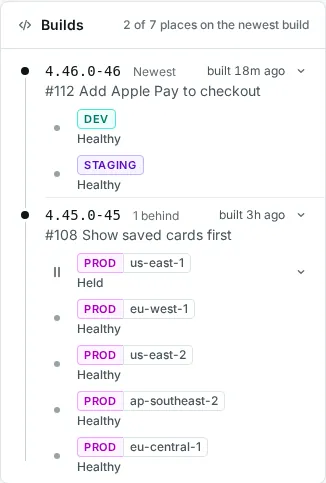 Builds 2 of 7 places on the newest build
4.46.0-46 Newest built 18m ago
#112 Add Apple Pay to checkout
DEV
Healthy
STAGING
Healthy
4.45.0-45 1 behind built 3h ago
#108 Show saved cards first
PROD us-east-1
Held
PROD eu-west-1
Healthy
PROD us-east-2
Healthy
PROD ap-southeast-2
Healthy
PROD eu-central-1
Healthy